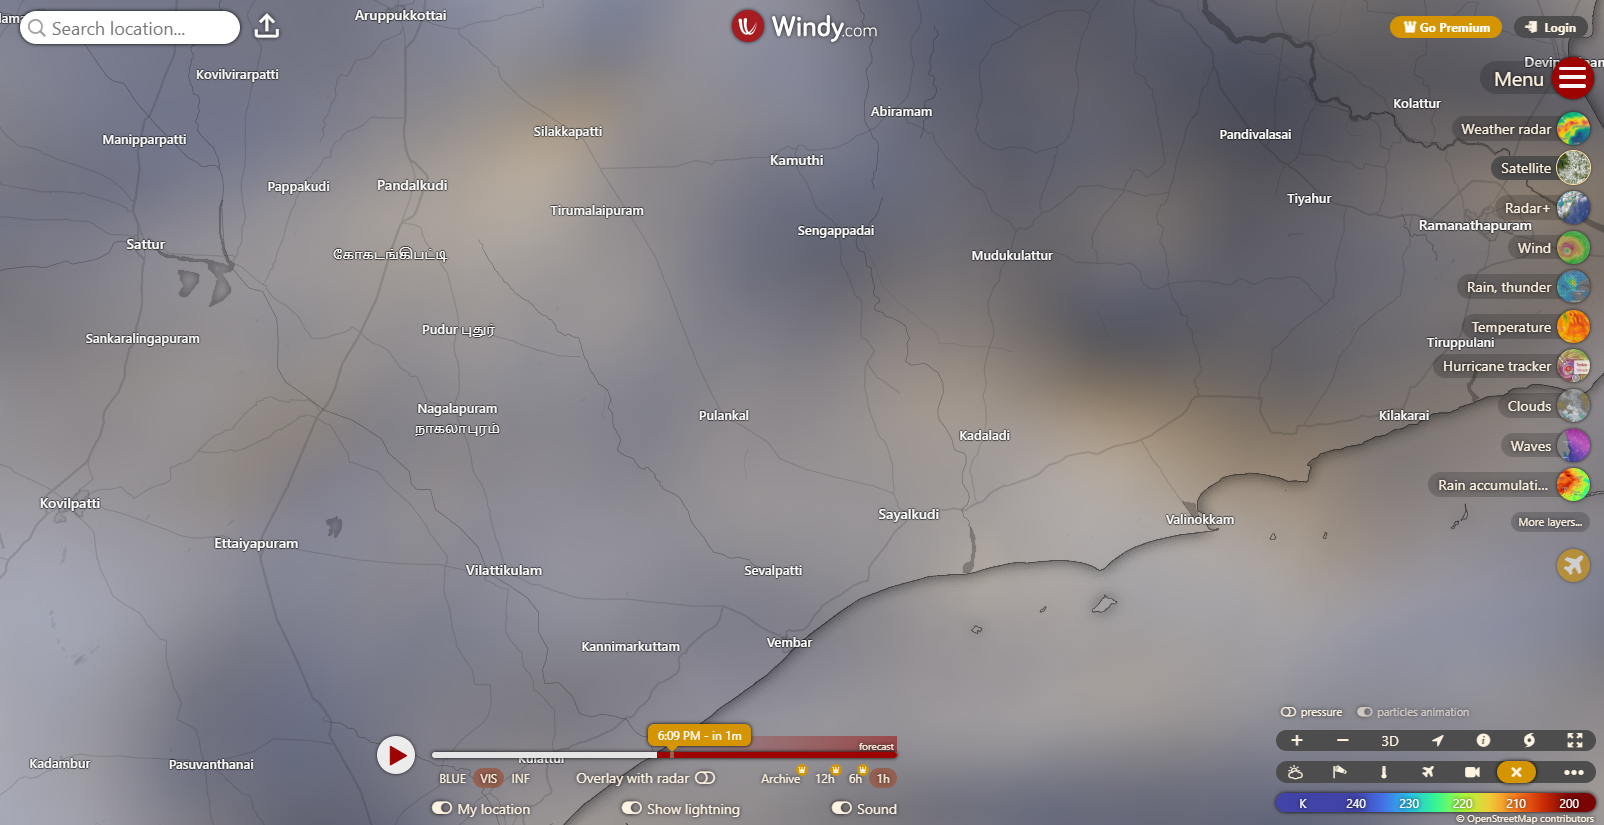 Aruppukkottai
Search location...
Windy.com
Go Premium
Login
Kovilvirarpatti
Menu
Kolattur
Abiramam
Silakkapatti
Manipparpatti
Pandivalasai
Weather radar
Kamuthi
Satellite
Pappakudi
Pandalkudi
Tiyahur
Tirumalaipuram
Radar+
Ramanathapuram
Sengappadai
Sattur
Wind
கோகடங்கிபட்டி
Mudukulattur
Rain, thunder
Pudur புதுர்
Temperature
Sankaralingapuram
Tiruppulani
Hurricane tracker
Nagalapuram
நாகலாபுரம்
Clouds
Pulankal
Kilakarai
Kadaladi
Waves
Rain accumulati...
Kovilpatti
Sayalkudi
Valinokkam
More layers...
Ettaiyapuram
Vilattikulam
Sevalpatti
Kannimarkuttam
Vembar
pressure
particles animation
6:09 PM - in 1m
forecast
3D
Kulattur
Kadambur
Pasuvanthanai
BLUE VIS INF
Overlay with radar
Archive 12h 6h 1h
My location
Show lightning
Sound
K 240 230 220 210 200
© OpenStreetMap contributors